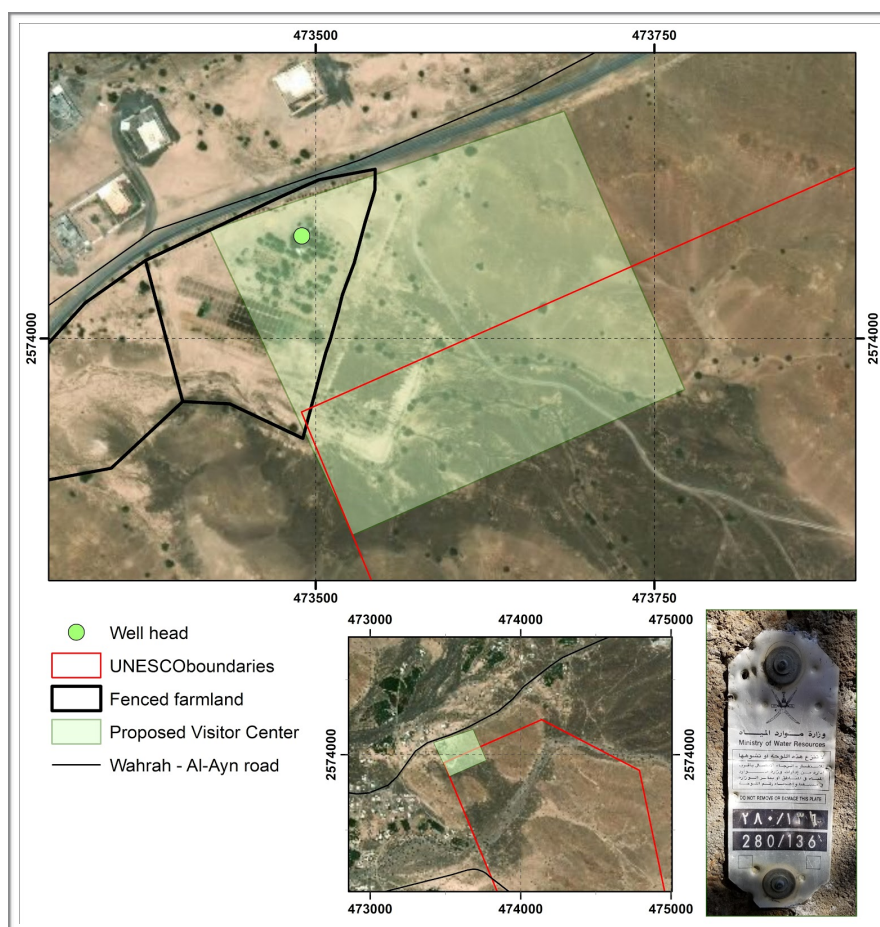 473500 473750
2574000 2574000
473500 473750
Well head
UNESCOboundaries
Fenced farmland
Proposed Visitor Center
Wahrah - Al-Ayn road
473000 474000 475000
2574000 2574000
473000 474000 475000
وزارة موارد المياه
Ministry of Water Resources
DO NOT REMOVE OR DAMAGE THIS PLATE
٢٨٠/١٣٦
280/136